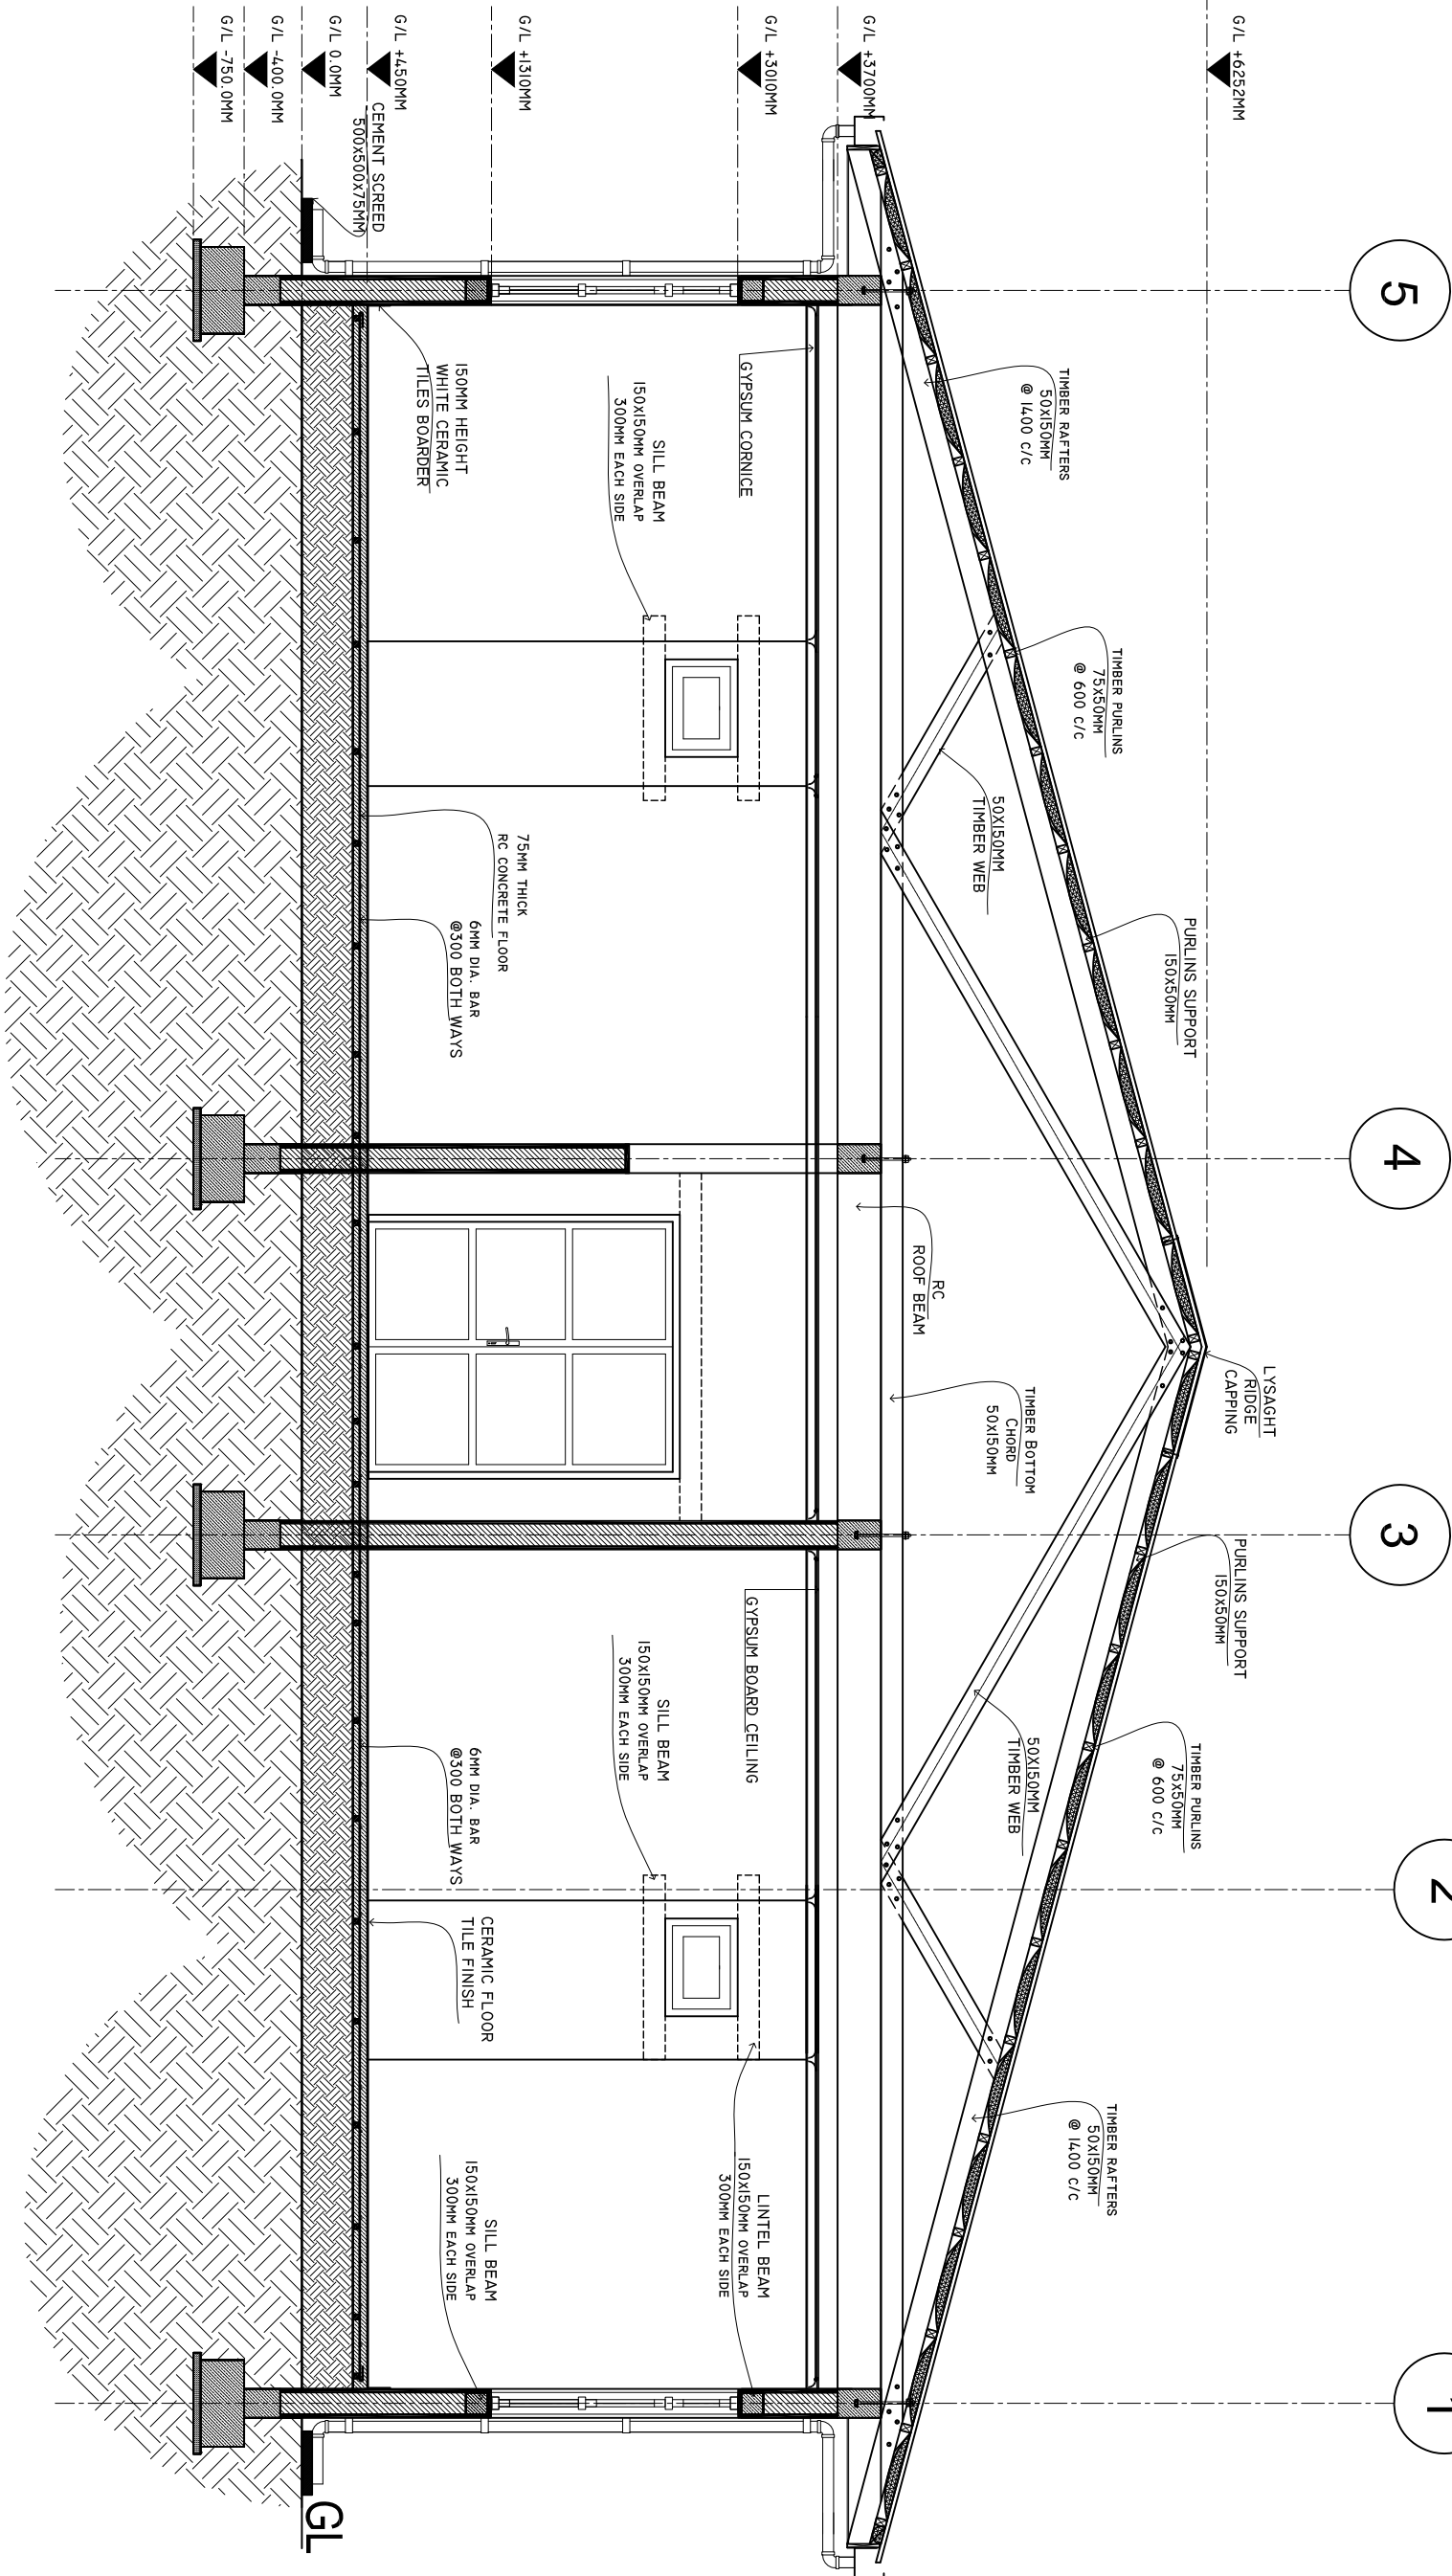 5
4
3
2
1
G/L +6252MM
G/L +3700MM
G/L +3010MM
G/L +1310MM
G/L +450MM
G/L 0.0MM
G/L -400.0MM
G/L -750.0MM
LYSAGHT
RIDGE
CAPPING
PURLINS SUPPORT
150X50MM
PURLINS SUPPORT
150X50MM
TIMBER PURLINS
75X50MM
@ 600 C/C
TIMBER PURLINS
75X50MM
@ 600 C/C
TIMBER RAFTERS
50X150MM
@ 1400 C/C
TIMBER RAFTERS
50X150MM
@ 1400 C/C
50X150MM
TIMBER WEB
50X150MM
TIMBER WEB
TIMBER BOTTOM
CHORD
50X150MM
RC
ROOF BEAM
GYPSUM CORNICE
GYPSUM BOARD CEILING
LINTEL BEAM
150X150MM OVERLAP
300MM EACH SIDE
SILL BEAM
150X150MM OVERLAP
300MM EACH SIDE
SILL BEAM
150X150MM OVERLAP
300MM EACH SIDE
SILL BEAM
150X150MM OVERLAP
300MM EACH SIDE
150MM HEIGHT
WHITE CERAMIC
TILES BOARDER
75MM THICK
RC CONCRETE FLOOR
6MM DIA. BAR
@300 BOTH WAYS
6MM DIA. BAR
@300 BOTH WAYS
CERAMIC FLOOR
TILE FINISH
CEMENT SCREED
500X500X75MM
GL